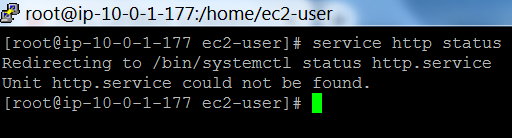 root@ip-10-0-1-177:/home/ec2-user
[root@ip-10-0-1-177 ec2-user]# service http status
Redirecting to /bin/systemctl status http.service
Unit http.service could not be found.
[root@ip-10-0-1-177 ec2-user]#